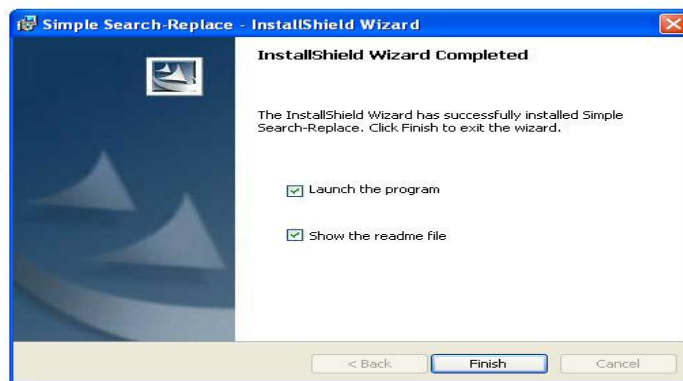 Simple Search-Replace - InstallShield Wizard
InstallShield Wizard Completed
The InstallShield Wizard has successfully installed Simple
Search-Replace. Click Finish to exit the wizard.
Launch the program
Show the readme file
< Back
Finish
Cancel